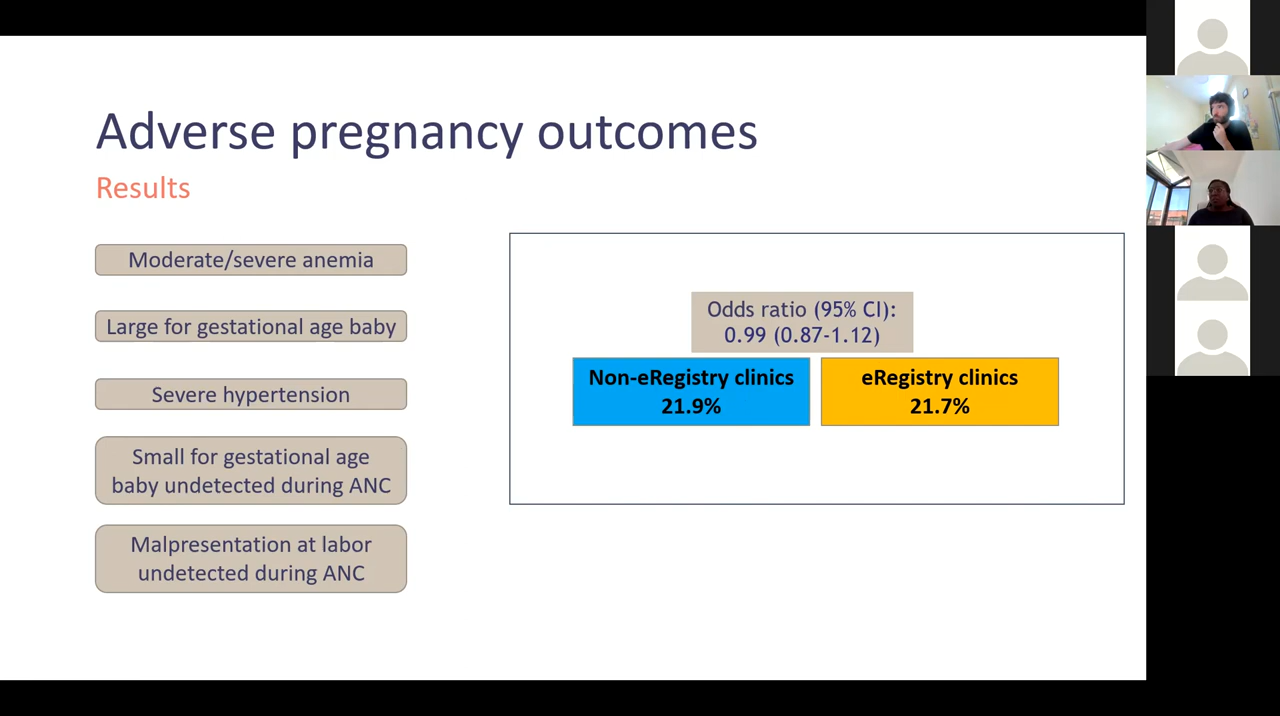 Adverse pregnancy outcomes
Results
Moderate/severe anemia
Large for gestational age baby
Severe hypertension
Small for gestational age
baby undetected during ANC
Malpresentation at labor
undetected during ANC
Odds ratio (95% CI):
0.99 (0.87-1.12)
Non-eRegistry clinics
21.9%
eRegistry clinics
21.7%